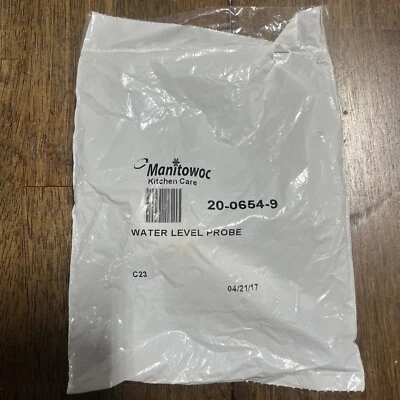 Manitowoc
Kitchen Care
20-0654-9
WATER LEVEL PROBE
C23
04/21/17